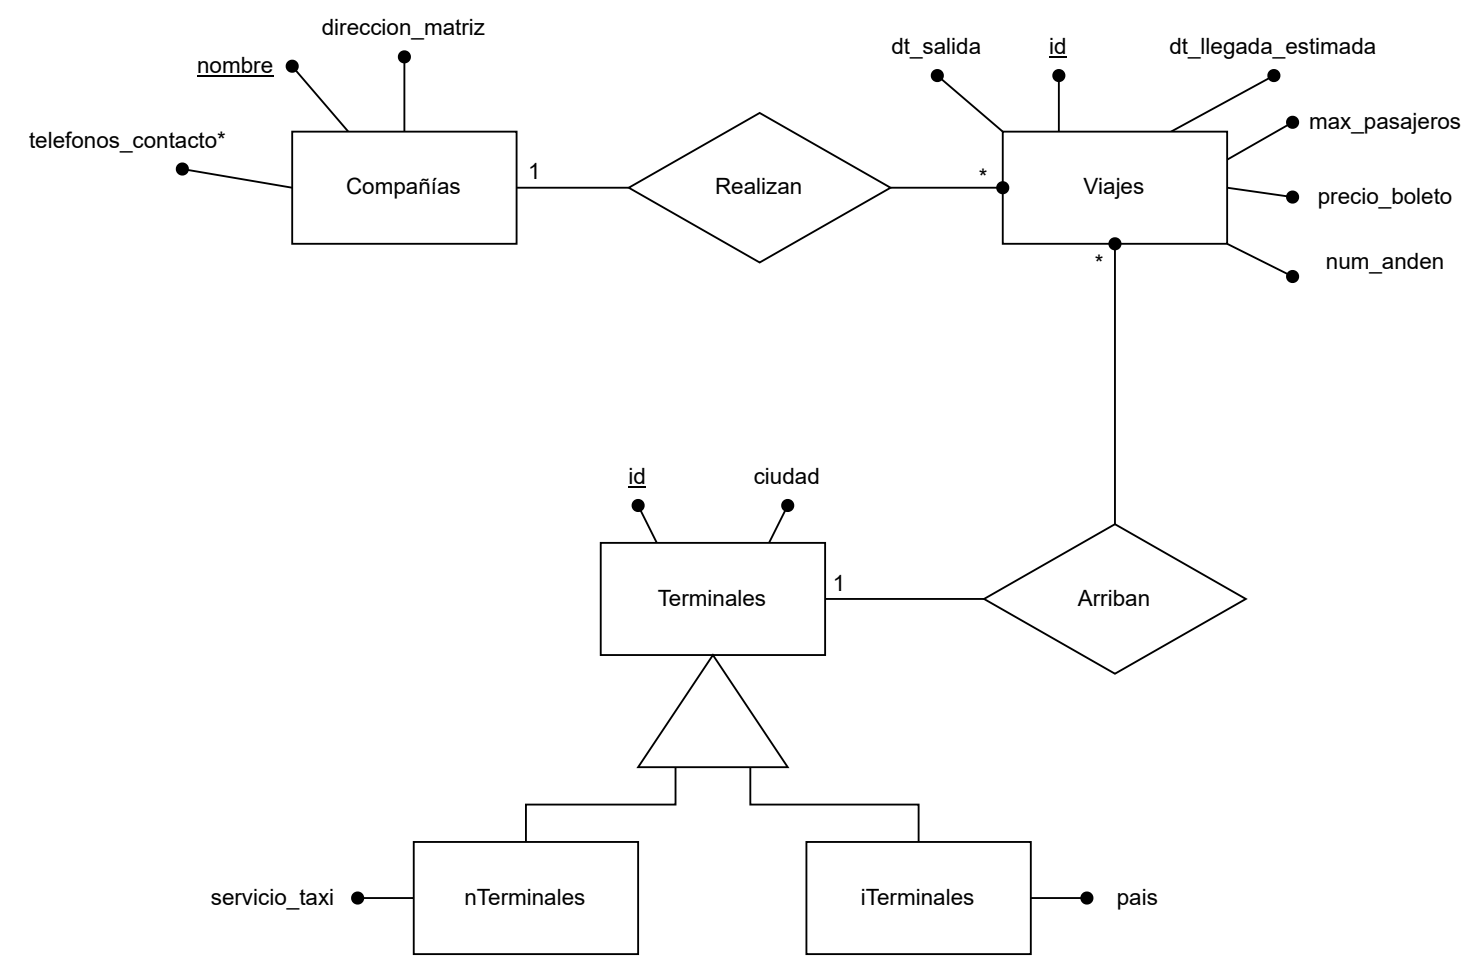 direccion_matriz
nombre
telefonos_contacto*
Compañías
1
Realizan
*
dt_salida
id
dt_llegada_estimada
max_pasajeros
Viajes
precio_boleto
num_anden
*
id
ciudad
Terminales
1
Arriban
servicio_taxi
nTerminales
iTerminales
pais